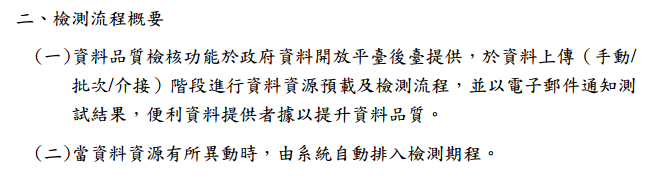 二、檢測流程概要
(一)資料品質檢核功能於政府資料開放平臺後臺提供，於資料上傳（手動/
批次/介接）階段進行資料資源預載及檢測流程，並以電子郵件通知測
試結果，便利資料提供者據以提升資料品質。
(二)當資料資源有所異動時，由系統自動排入檢測期程。